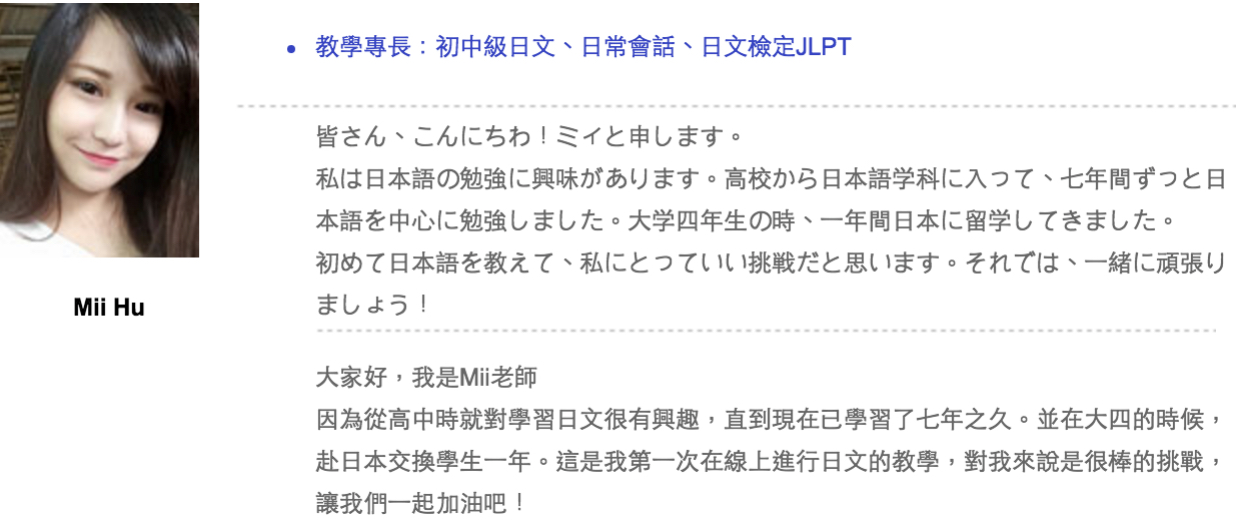 • 教學專長：初中級日文、日常會話、日文檢定JLPT
皆さん、こんにちわ！ミィと申します。
私は日本語の勉強に興味があります。高校から日本語学科に入って、七年間ずっと日
本語を中心に勉強しました。大学四年生の時、一年間日本に留学してきました。
初めて日本語を教えて、私にとっていい挑戦だと思います。それでは、一緒に頑張り
ましょう！
Mii Hu
大家好，我是Mii老師
因為從高中時就對學習日文很有興趣，直到現在已學習了七年之久。並在大四的時候，
赴日本交換學生一年。這是我第一次在線上進行日文的教學，對我來說是很棒的挑戰，
讓我們一起加油吧！